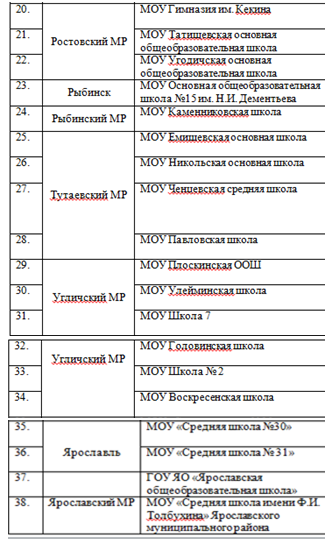 20.
Ростовский МР
МОУ Гимназия им. Кекина
21.
МОУ Татищевская основная
общеобразовательная школа
22.
МОУ Угодичская основная
общеобразовательная школа
23.
Рыбинск
МОУ Основная общеобразовательная
школа №15 им. Н.И. Дементьева
24.
Рыбинский МР
МОУ Каменниковская школа
25.
Тутаевский МР
МОУ Емишевская основная школа
26.
МОУ Никольская основная школа
27.
МОУ Ченцевская средняя школа
28.
МОУ Павловская школа
29.
Угличский МР
МОУ Плоскинская ООШ
30.
МОУ Улейминская школа
31.
МОУ Школа 7
32.
Угличский МР
МОУ Головинская школа
33.
МОУ Школа №2
34.
МОУ Воскресенская школа
35.
Ярославль
МОУ «Средняя школа №30»
36.
МОУ «Средняя школа №31»
37.
ГОУ ЯО «Ярославская
общеобразовательная школа»
38.
Ярославский МР
МОУ «Средняя школа имени Ф.И.
Толбухина» Ярославского
муниципального района